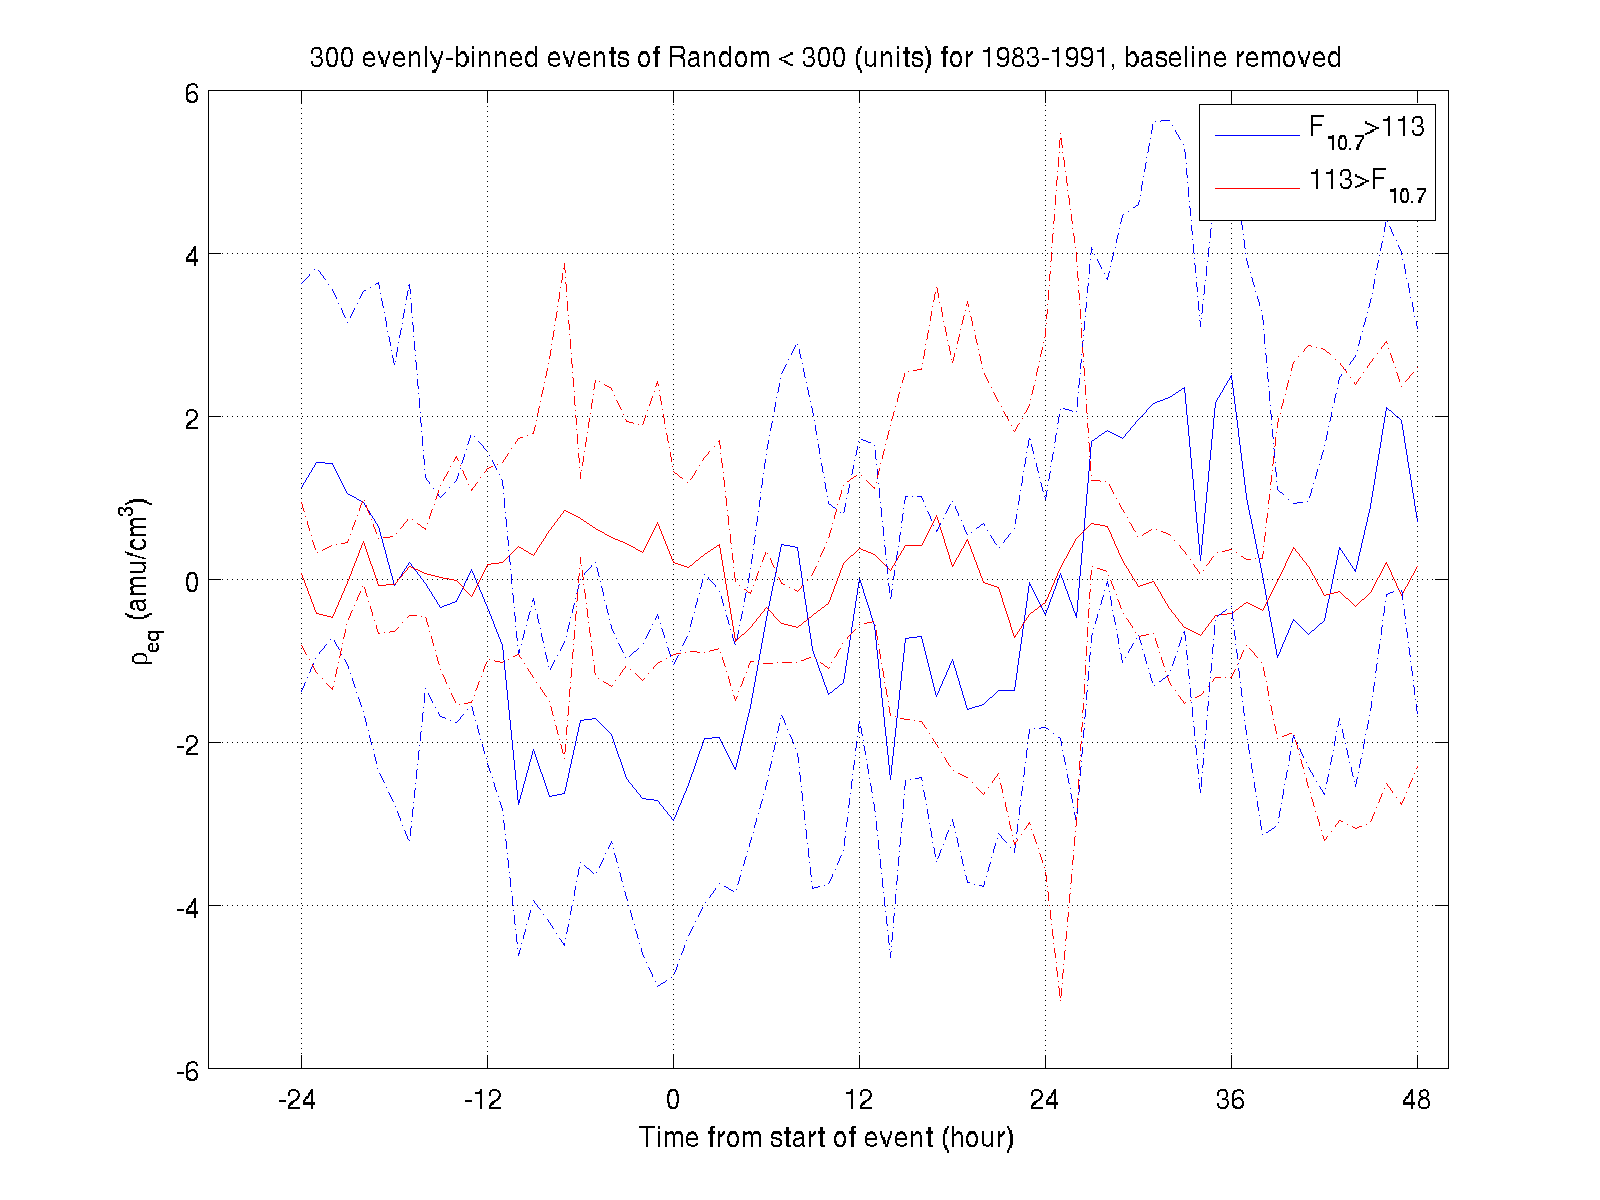 300 evenly-binned events of Random < 300 (units) for 1983-1991, baseline removed
F10.7>113
113>F10.7
6
4
2
0
-2
-4
-6
ρeq (amu/cm3)
-24 -12 0 12 24 36 48
Time from start of event (hour)